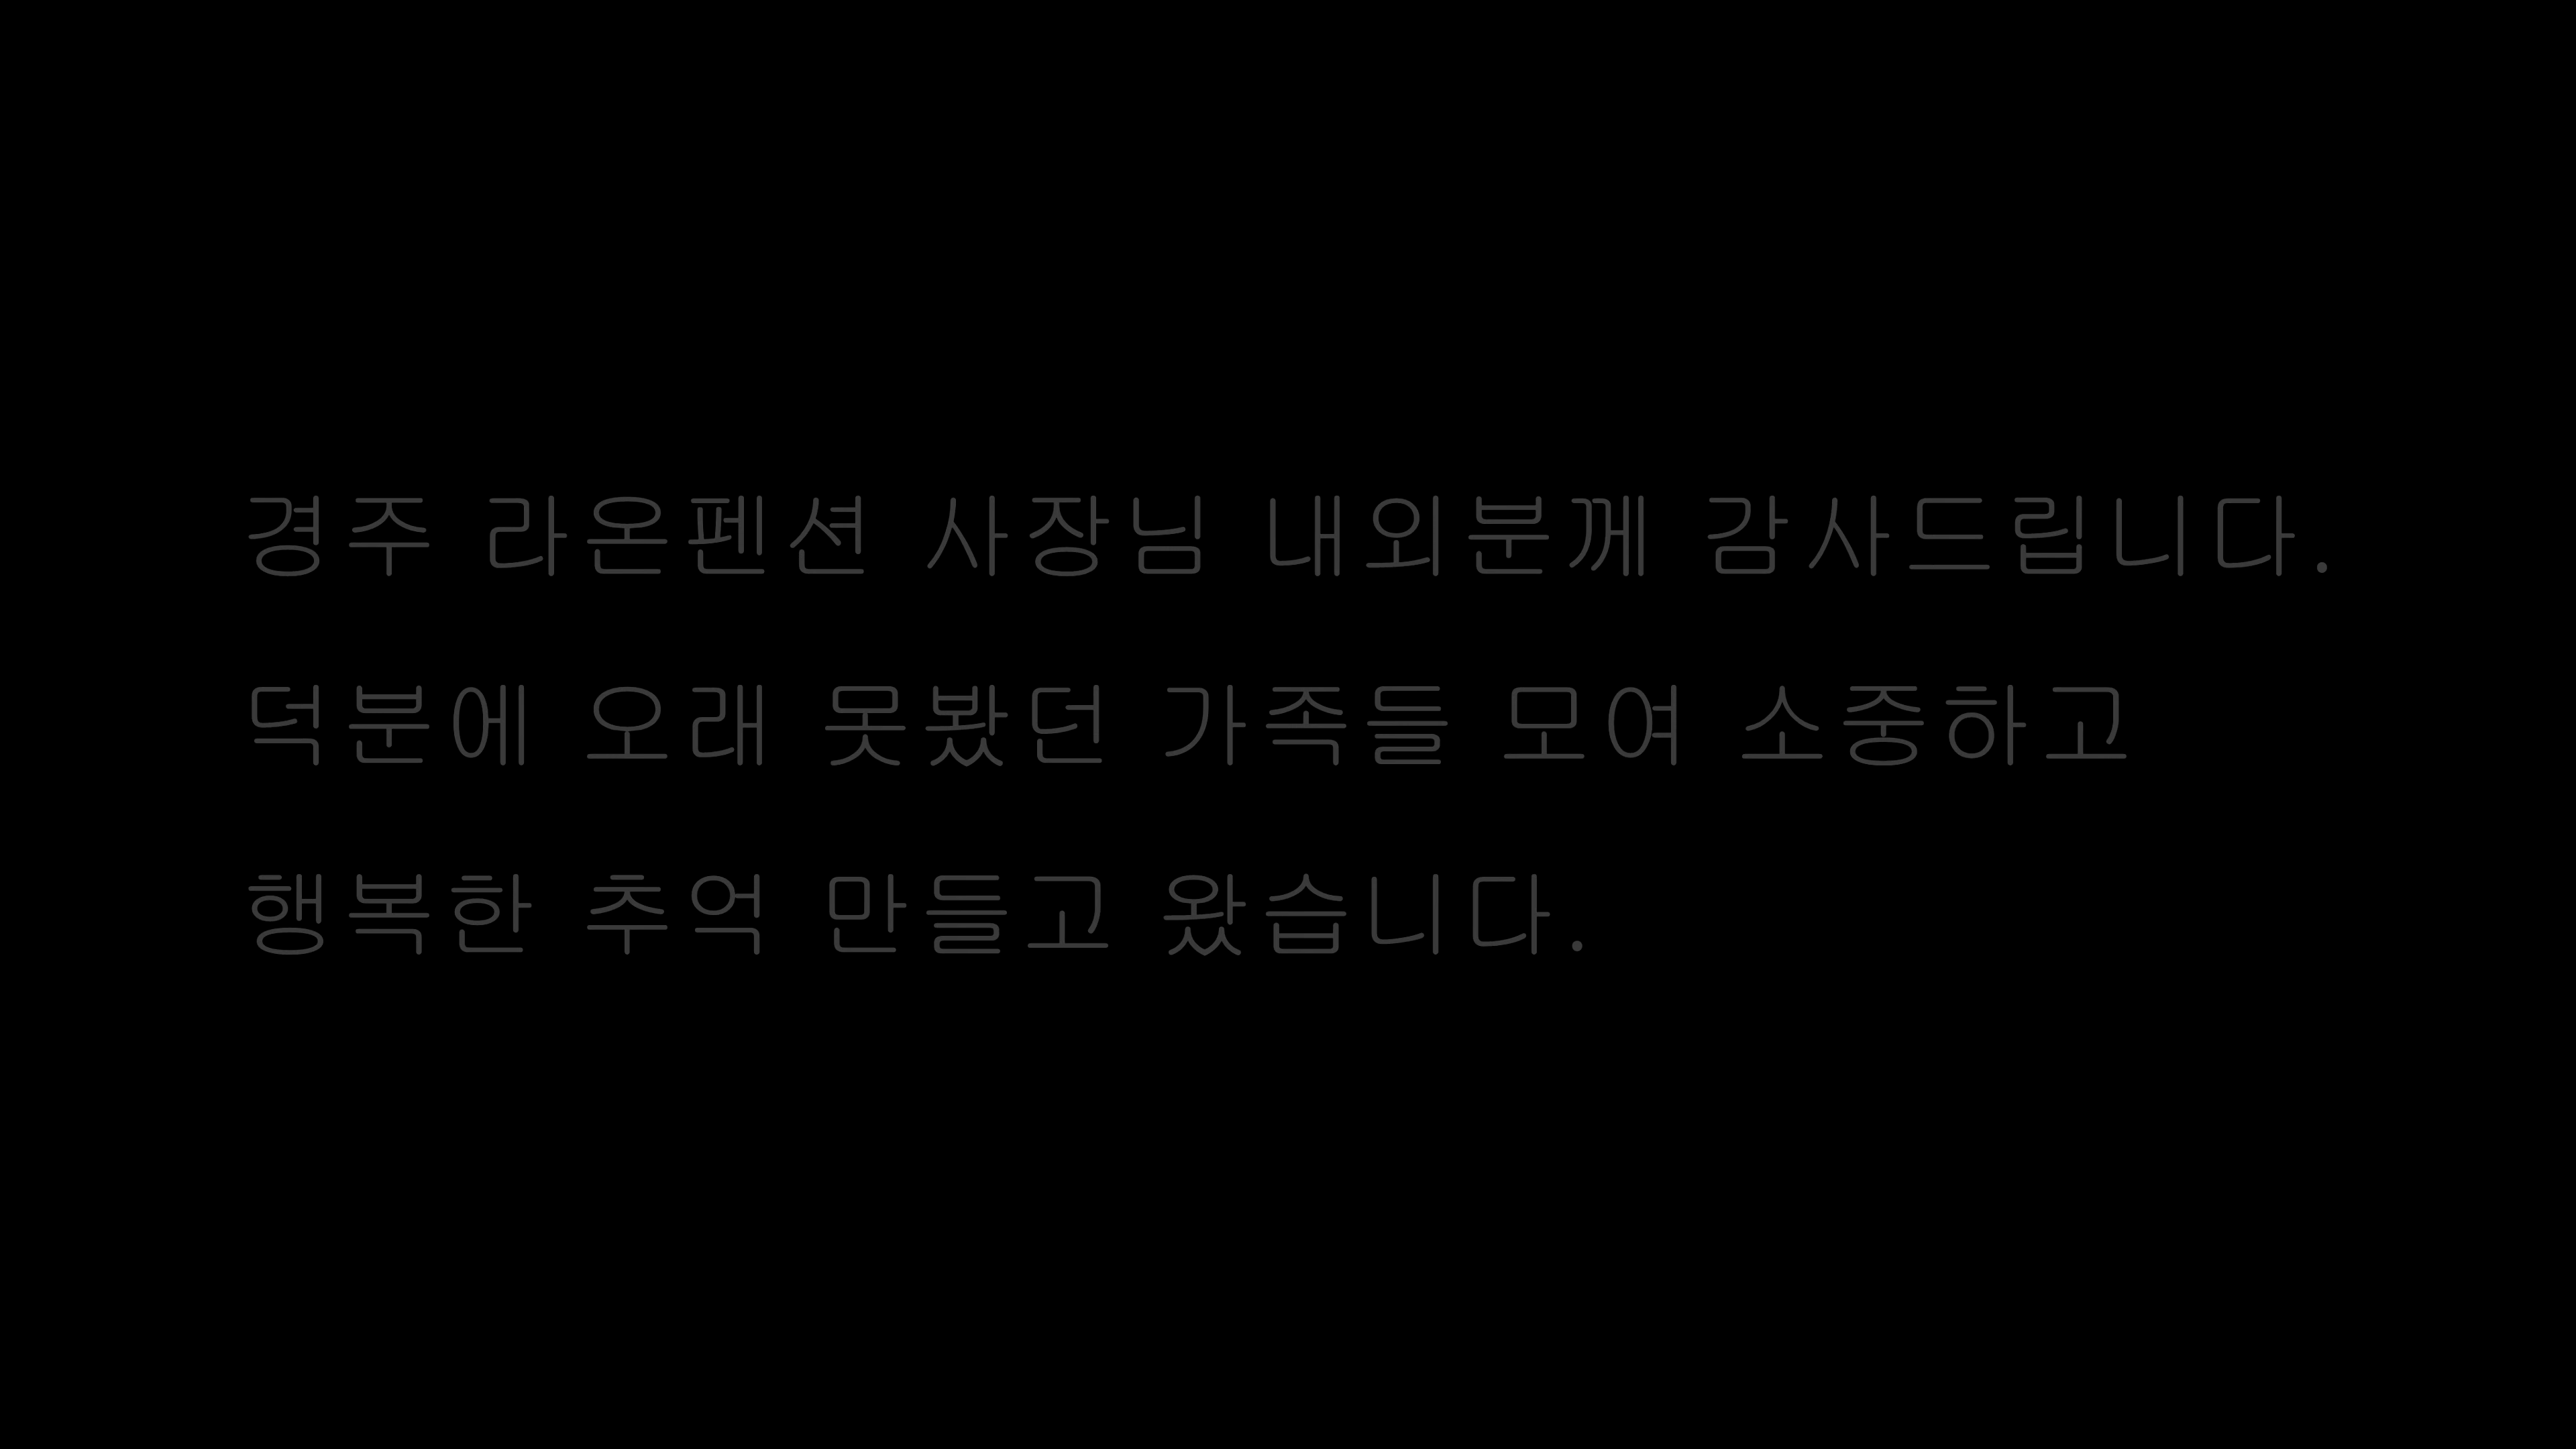 경주 라온펜션 사장님 내외분께 감사드립니다.
덕분에 오래 못봤던 가족들 모여 소중하고
행복한 추억 만들고 왔습니다.